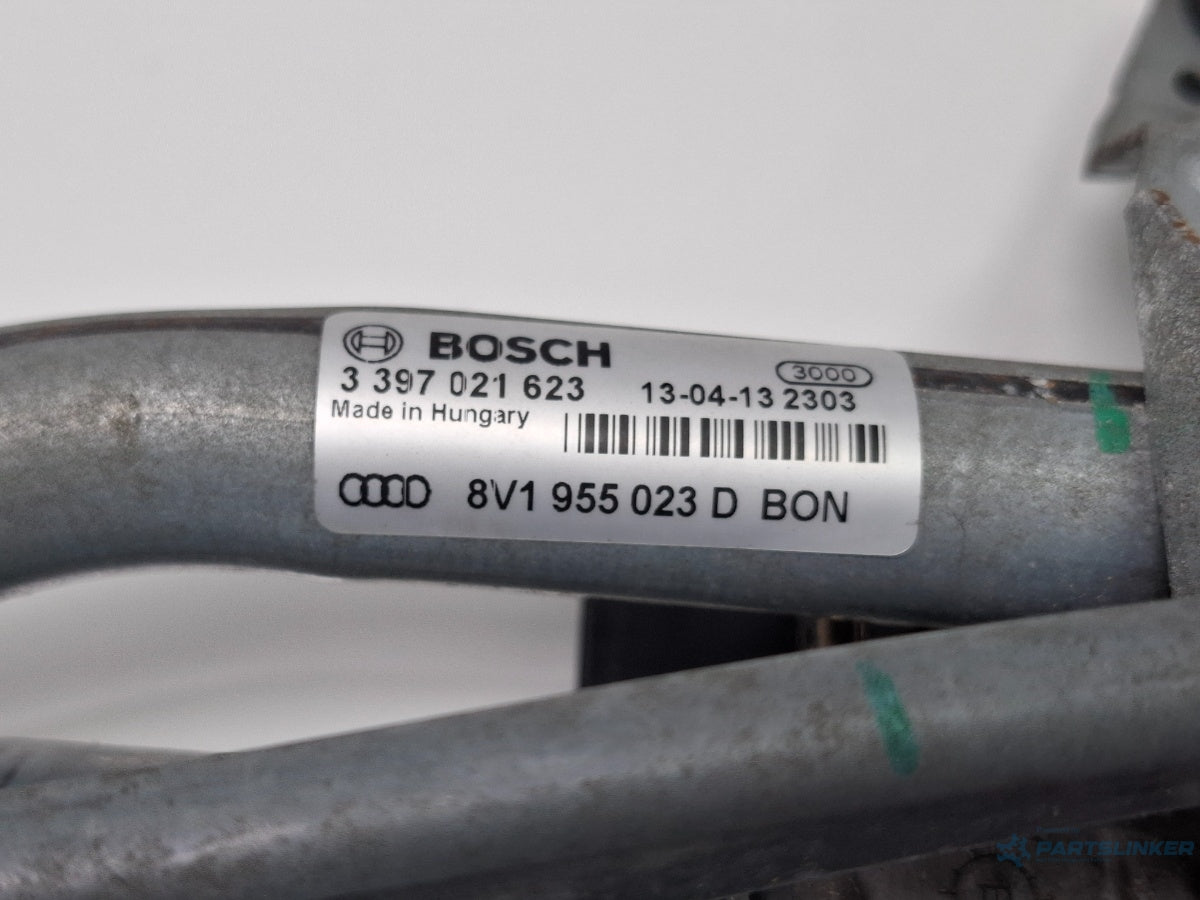 BOSCH
3000
3 397 021 623 13-04-13 2303
Made in Hungary
8V1 955 023 D BON
PARTSLINKER